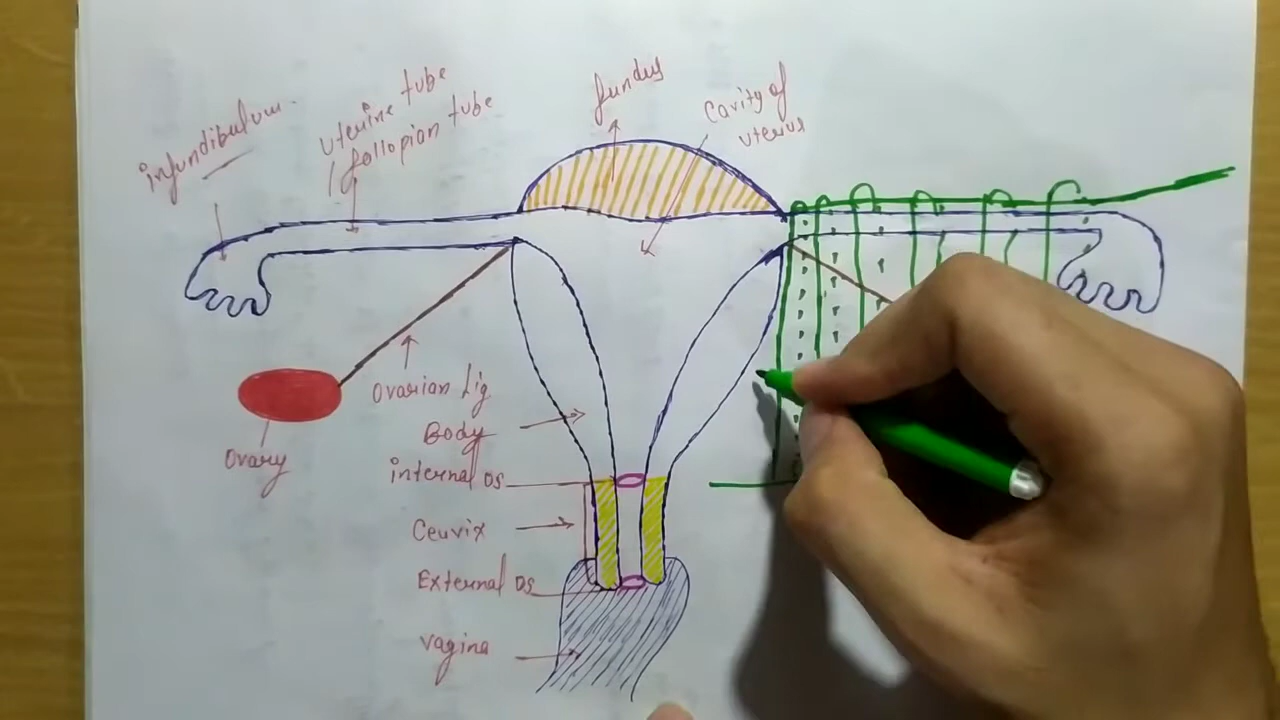 infundibulum
uterine tube
/ fallopian tube
fundus
Cavity of
uterus
Ovarian Lig
Ovary
Body
internal os
Cervix
External os
vagina